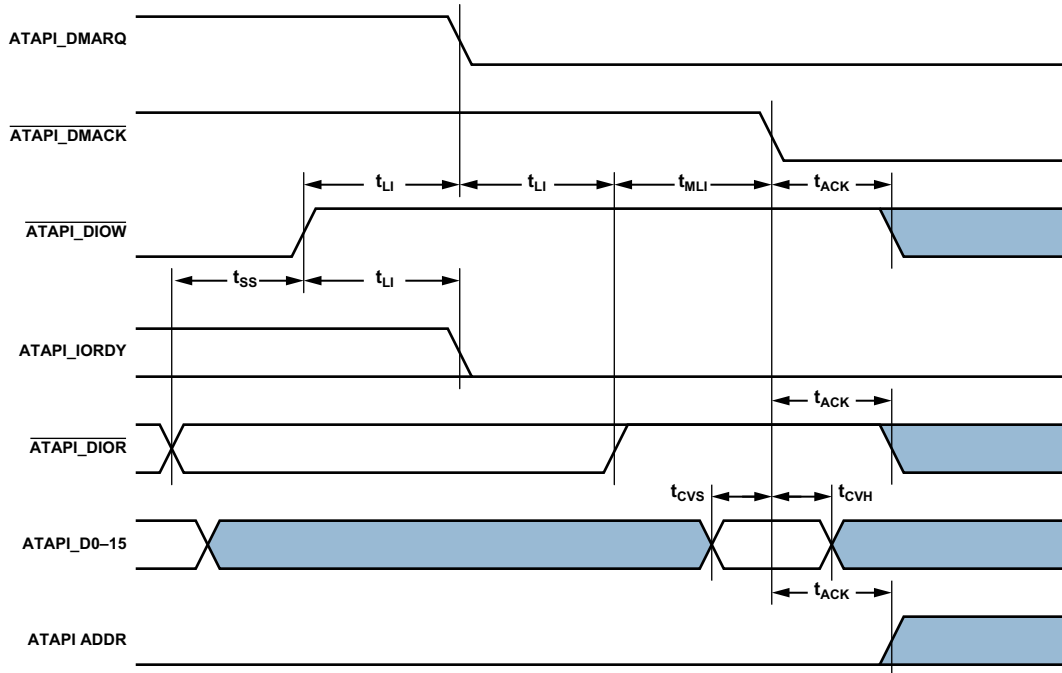 ATAPI_DMARQ
ATAPI_DMACK
tLI tLI tMLI tACK
ATAPI_DIOW
tSS tLI
ATAPI_IORDY
tACK
ATAPI_DIOR
tCVS tCVH
ATAPI_D0–15
tACK
ATAPI ADDR